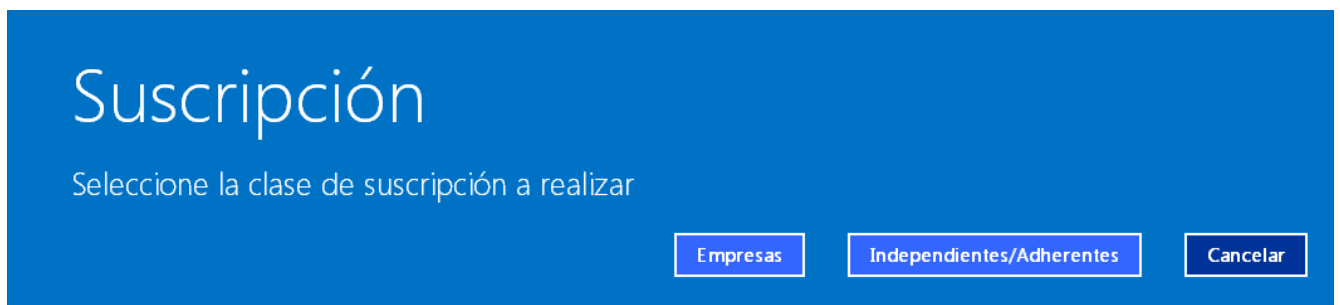 Suscripción
Seleccione la clase de suscripción a realizar
Empresas Independientes/Adherentes Cancelar